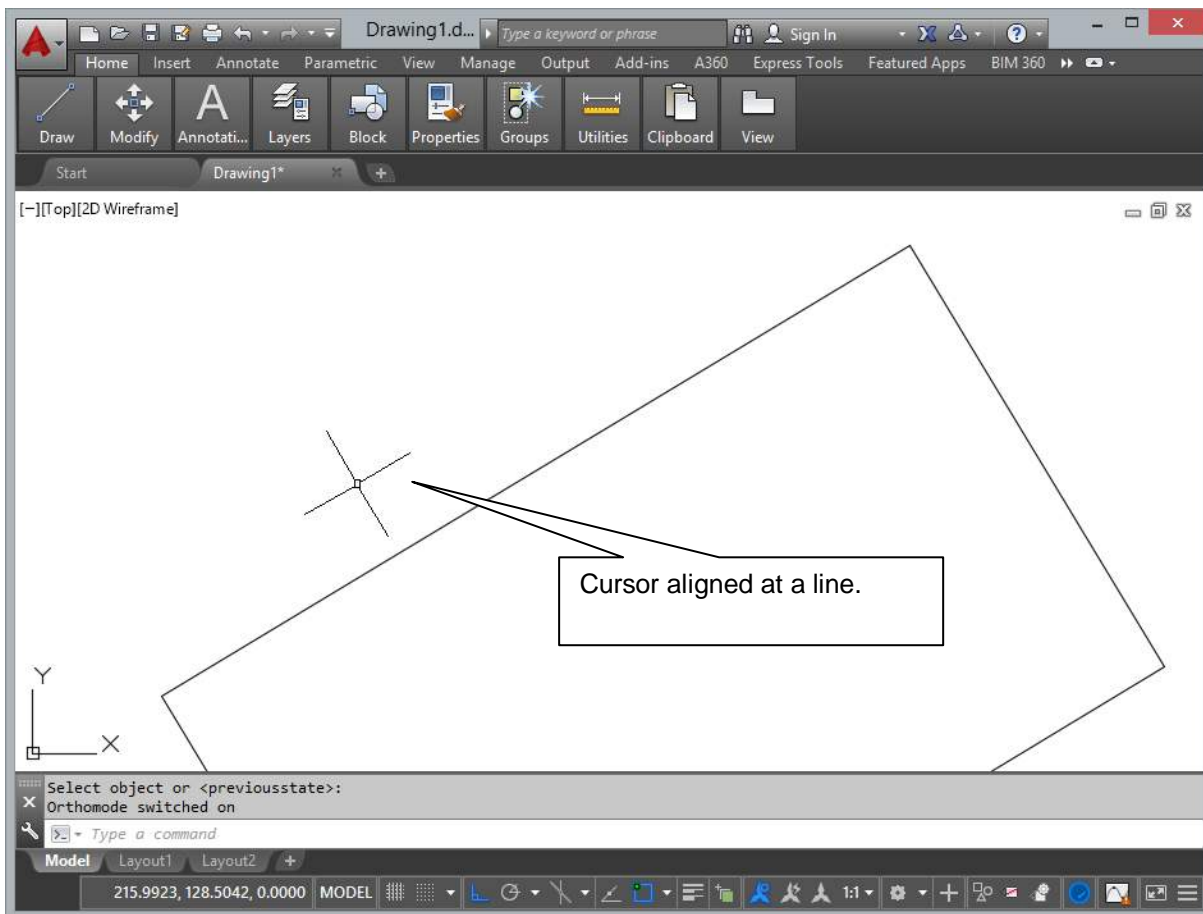 Drawing1.d... Type a keyword or phrase Sign In
Home Insert Annotate Parametric View Manage Output Add-ins A360 Express Tools Featured Apps BIM 360
A
Draw Modify Annotati... Layers Block Properties Groups Utilities Clipboard View
Start Drawing1* +
[−][Top][2D Wireframe]
Cursor aligned at a line.
Y
X
Select object or <previousstate>:
Orthomode switched on
Type a command
Model Layout1 Layout2 +
215.9923, 128.5042, 0.0000 MODEL 1:1